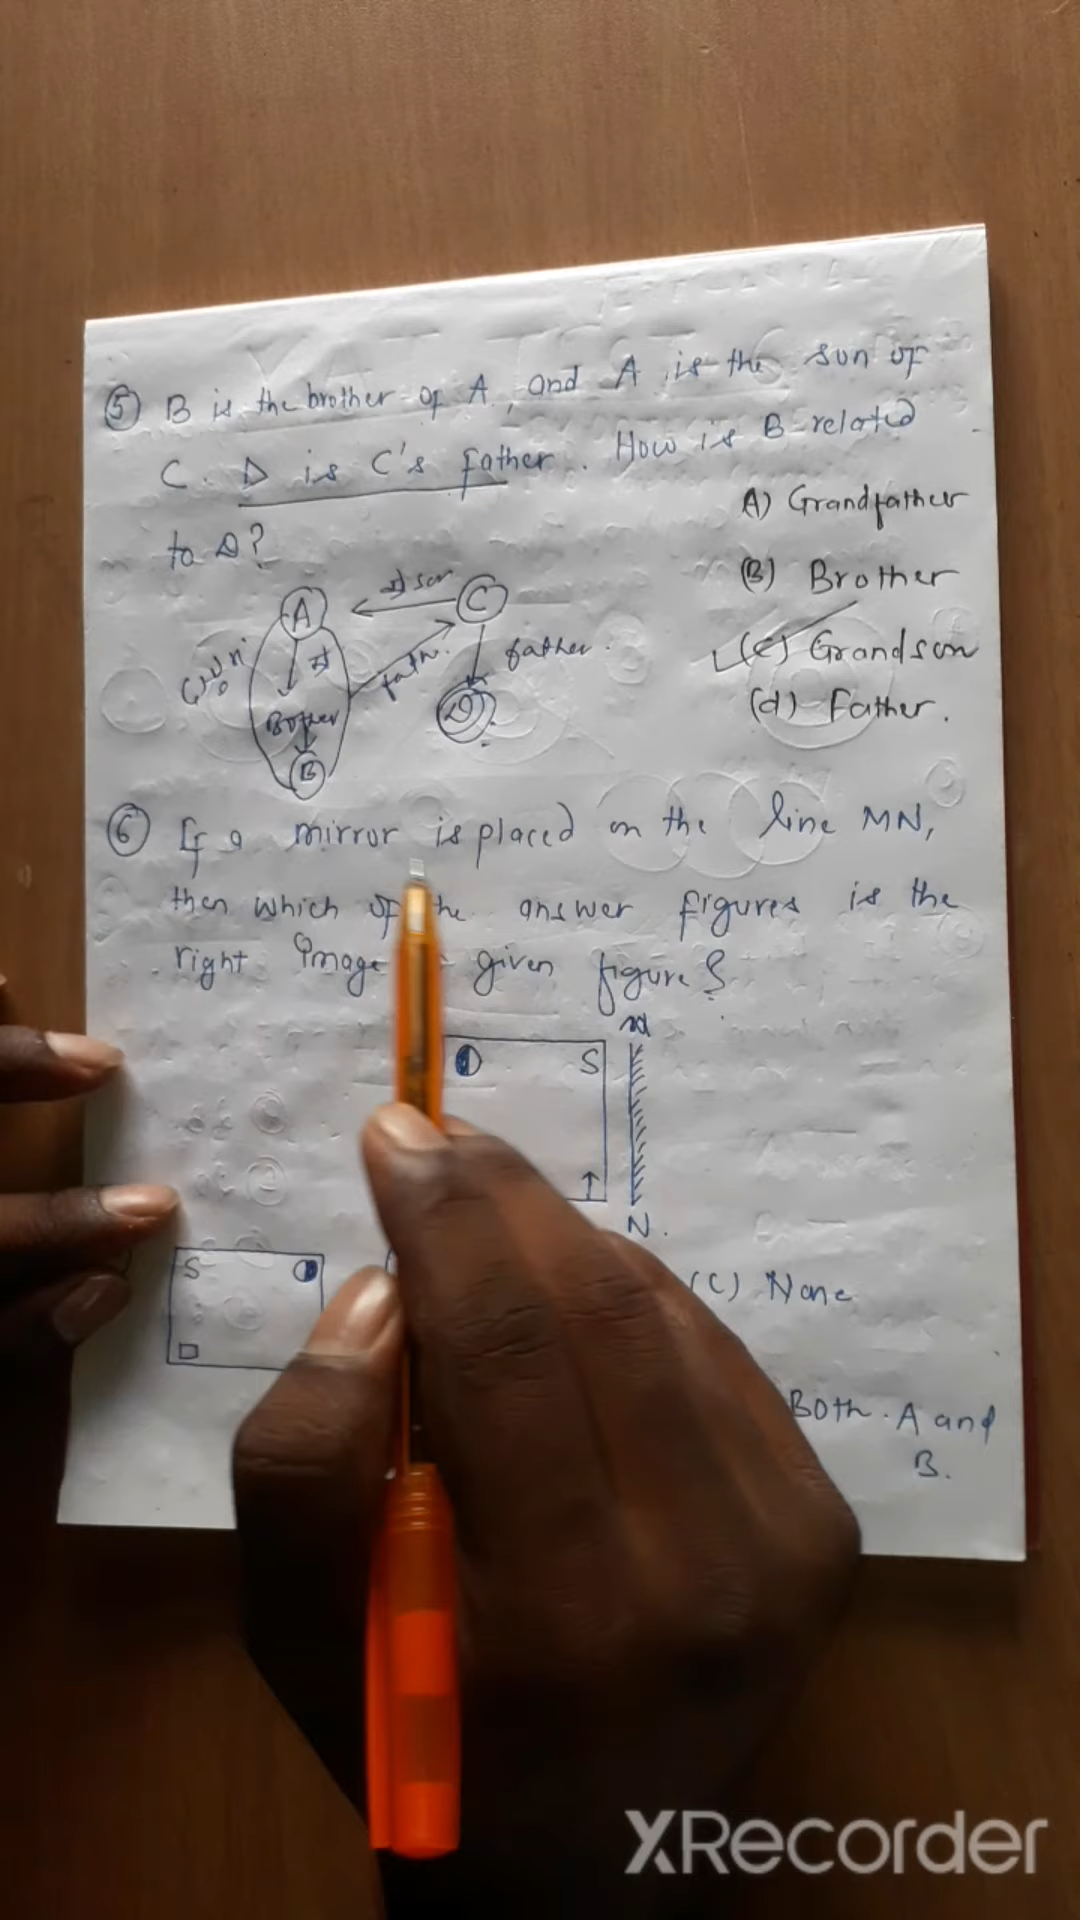 5 B is the brother of A, and A is the son of
C. D is C's father. How is B related
to D?
A) Grandfather
(B) Brother
(c) Grandson
(d) Father.
A
son
C
father.
Brother
B
D
6 If a mirror is placed on the line MN,
then which of the answer figures is the
right image given figure?
M
S
N.
S
(C) None
Both A and
B.
XRecorder